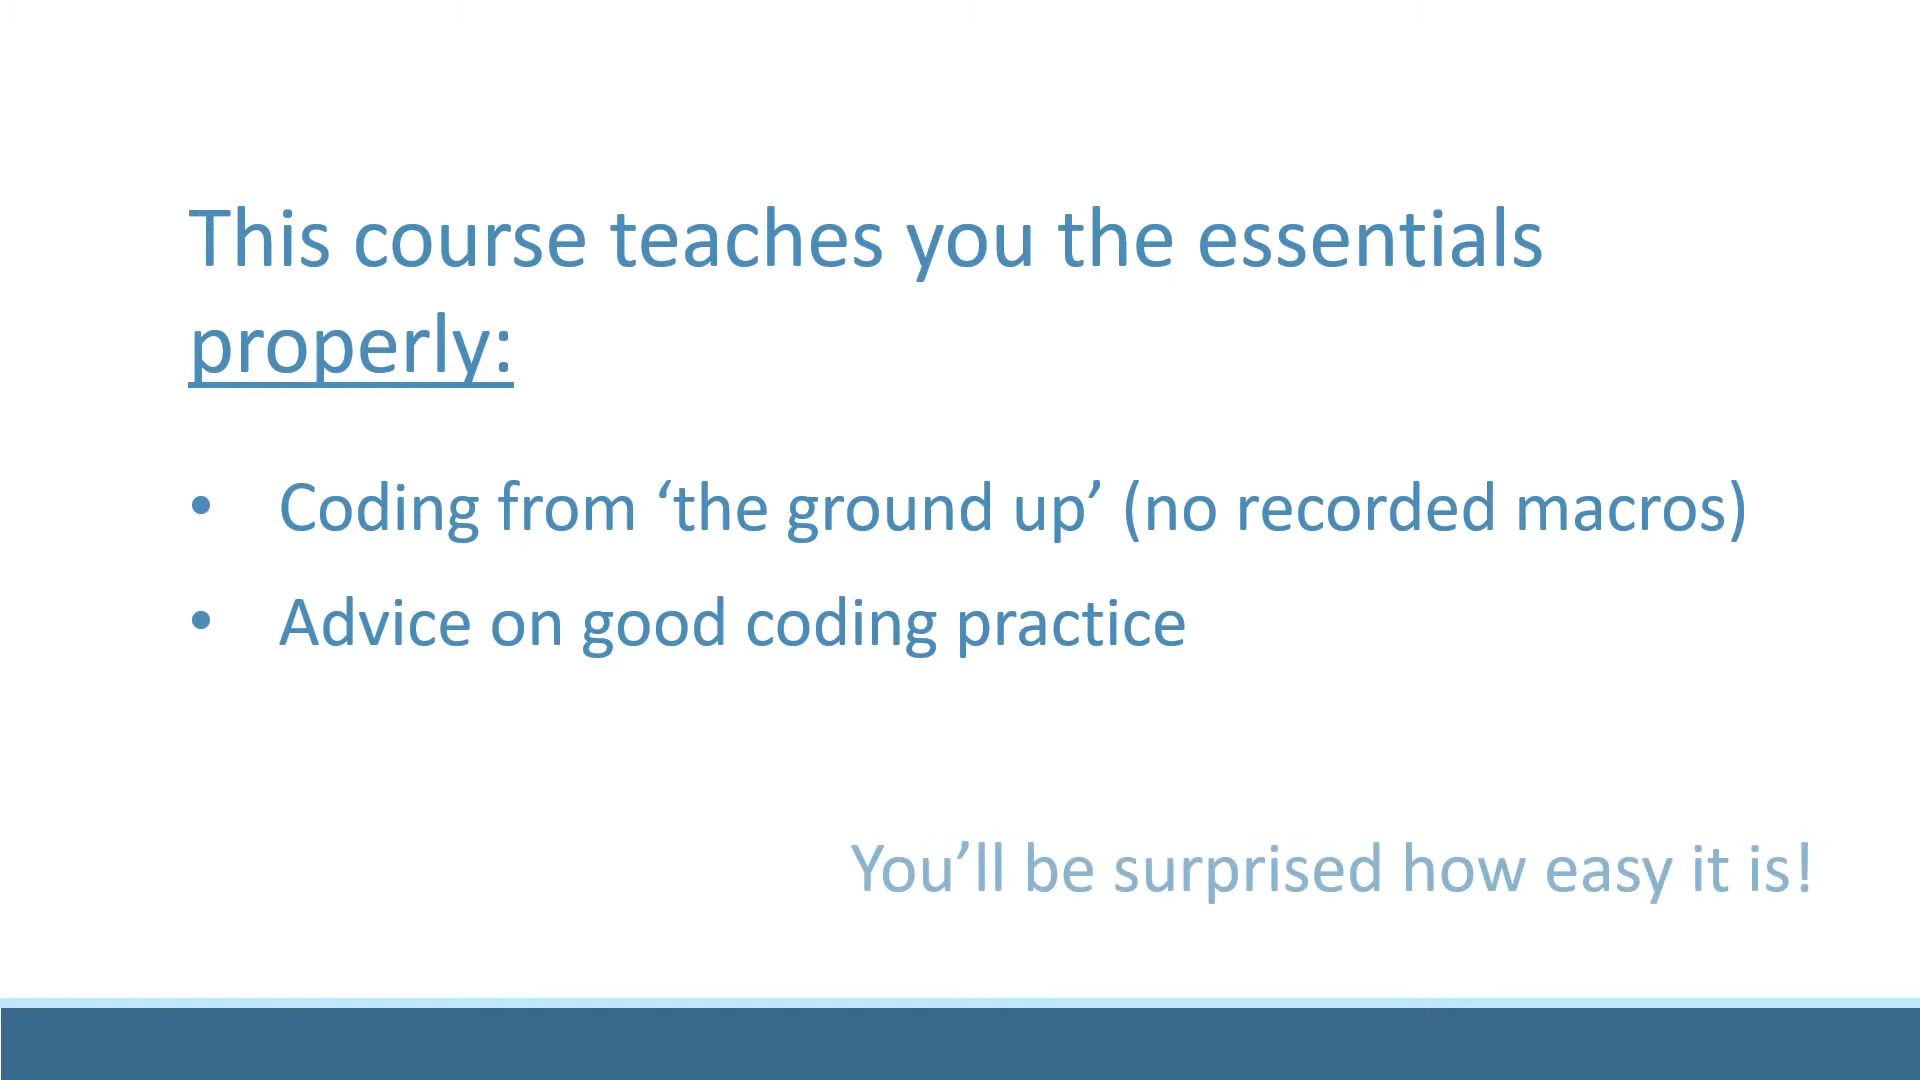 This course teaches you the essentials
properly:
• Coding from ‘the ground up’ (no recorded macros)
• Advice on good coding practice
You’ll be surprised how easy it is!